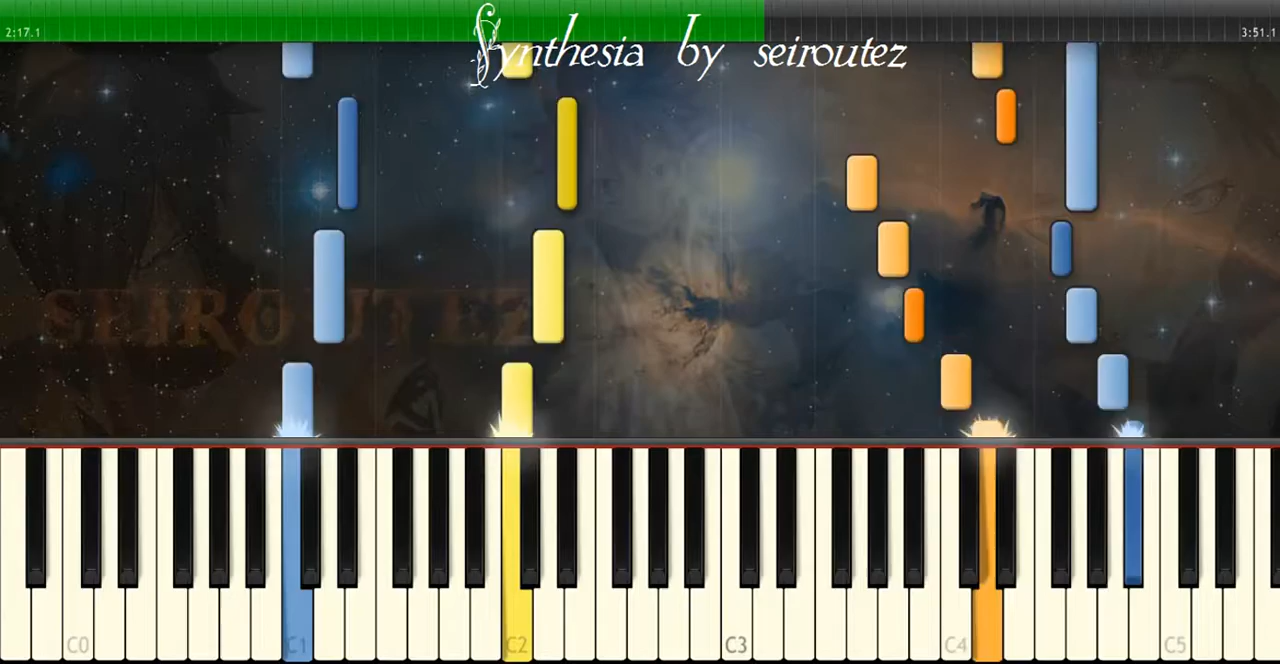 2:17.1
3:51.1
Synthesia by seiroutez
SEIROUTEZ
C0 C1 C2 C3 C4 C5